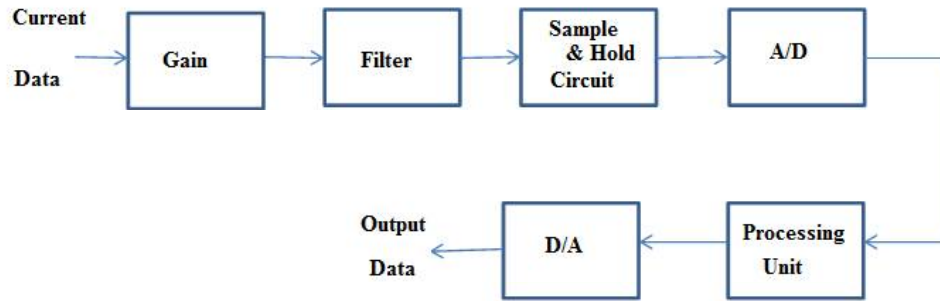 Current
Data
Gain
Filter
Sample
& Hold
Circuit
A/D
Output
Data
D/A
Processing
Unit